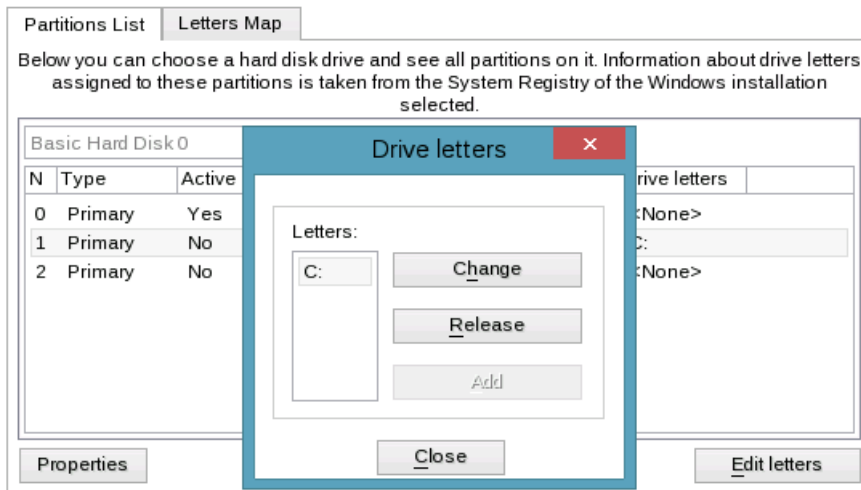 Partitions List
Letters Map
Below you can choose a hard disk drive and see all partitions on it. Information about drive letters
assigned to these partitions is taken from the System Registry of the Windows installation
selected.
Basic Hard Disk 0
Drive letters
N Type Active letters
0 Primary Yes <None>
1 Primary No
2 Primary No <None>
Letters:
C:
Change
Release
Add
Close
Properties
Edit letters